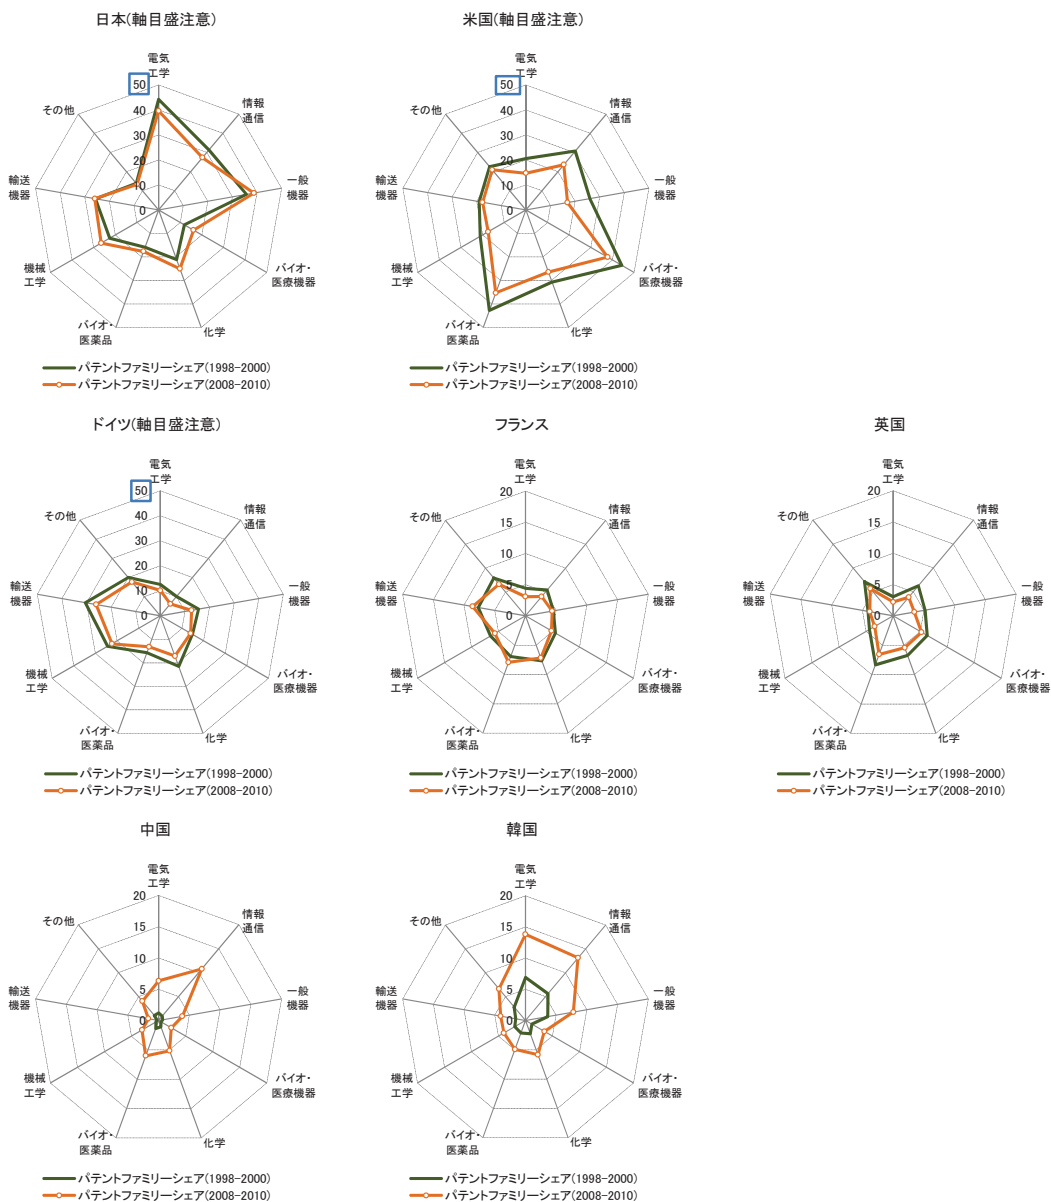 日本(軸目盛注意)
電気
工学
情報
通信
一般
機器
バイオ・
医療機器
化学
バイオ・
医薬品
機械
工学
輸送
機器
その他
50
40
30
20
10
0
パテントファミリーシェア(1998-2000)
パテントファミリーシェア(2008-2010)
米国(軸目盛注意)
電気
工学
情報
通信
一般
機器
バイオ・
医療機器
化学
バイオ・
医薬品
機械
工学
輸送
機器
その他
50
40
30
20
10
0
パテントファミリーシェア(1998-2000)
パテントファミリーシェア(2008-2010)
ドイツ(軸目盛注意)
電気
工学
情報
通信
一般
機器
バイオ・
医療機器
化学
バイオ・
医薬品
機械
工学
輸送
機器
その他
50
40
30
20
10
0
パテントファミリーシェア(1998-2000)
パテントファミリーシェア(2008-2010)
フランス
電気
工学
情報
通信
一般
機器
バイオ・
医療機器
化学
バイオ・
医薬品
機械
工学
輸送
機器
その他
20
15
10
5
0
パテントファミリーシェア(1998-2000)
パテントファミリーシェア(2008-2010)
英国
電気
工学
情報
通信
一般
機器
バイオ・
医療機器
化学
バイオ・
医薬品
機械
工学
輸送
機器
その他
20
15
10
5
0
パテントファミリーシェア(1998-2000)
パテントファミリーシェア(2008-2010)
中国
電気
工学
情報
通信
一般
機器
バイオ・
医療機器
化学
バイオ・
医薬品
機械
工学
輸送
機器
その他
20
15
10
5
0
パテントファミリーシェア(1998-2000)
パテントファミリーシェア(2008-2010)
韓国
電気
工学
情報
通信
一般
機器
バイオ・
医療機器
化学
バイオ・
医薬品
機械
工学
輸送
機器
その他
20
15
10
5
0
パテントファミリーシェア(1998-2000)
パテントファミリーシェア(2008-2010)